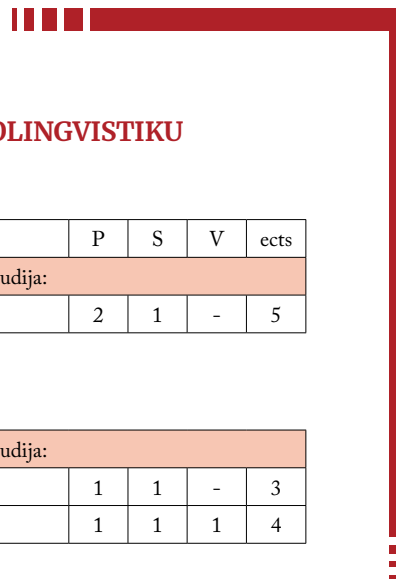 OLINGVISTIKU
P S V ects
udija:
2 1 - 5
udija:
1 1 - 3
1 1 1 4